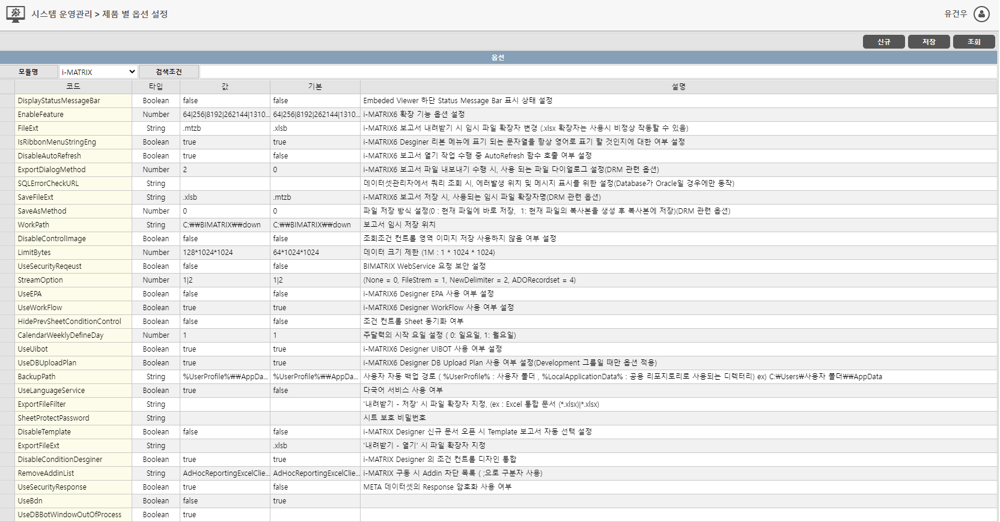 시스템 운영관리 > 제품 별 옵션 설정
유건우
신규 저장 조회
옵션
모듈명 i-MATRIX 검색조건
코드 타입 값 기본 설명
DisplayStatusMessageBar Boolean false false Embeded Viewer 하단 Status Message Bar 표시 상태 설정
EnableFeature Number 64|256|8192|262144|1310... 64|256|8192|262144|1310... i-MATRIX6 확장 기능 옵션 설정
FileExt String .mtzb .xlsb i-MATRIX6 보고서 내려받기 시 임시 파일 확장자 변경 (.xlsx 확장자는 사용시 비정상 작동할 수 있음)
IsRibbonMenuStringEng Boolean true true i-MATRIX6 Desginer 리본 메뉴에 표기 되는 문자열을 항상 영어로 표기 할 것인지에 대한 여부 설정
DisableAutoRefresh Boolean true false i-MATRIX6 보고서 열기 작업 수행 중 AutoRefresh 함수 호출 여부 설정
ExportDialogMethod Number 2 0 i-MATRIX6 보고서 파일 내보내기 수행 시, 사용 되는 파일 다이얼로그 설정(DRM 관련 옵션)
SQLErrorCheckURL String 데이터셋관리자에서 쿼리 조회 시, 에러발생 위치 및 메시지 표시를 위한 설정(Database가 Oracle일 경우에만 동작)
SaveFileExt String .xlsb .mtzb i-MATRIX6 보고서 저장 시, 사용되는 임시 파일 확장자명(DRM 관련 옵션)
SaveAsMethod Number 0 0 파일 저장 방식 설정(0 : 현재 파일에 바로 저장,  1: 현재 파일의 복사본을 생성 후 복사본에 저장)(DRM 관련 옵션)
WorkPath String C:₩₩BIMATRIX₩₩down C:₩₩BIMATRIX₩₩down 보고서 임시 저장 위치
DisableControlImage Boolean false false 조회조건 컨트롤 영역 이미지 저장 사용하지 않음 여부 설정
LimitBytes Number 128*1024*1024 64*1024*1024 데이터 크기 제한 (1M : 1 * 1024 * 1024)
UseSecurityReqeust Boolean false false BIMATRIX WebService 요청 보안 설정
StreamOption Number 1|2 1|2 (None = 0, FileStrem = 1, NewDelimiter = 2, ADORecordset = 4)
UseEPA Boolean false false i-MATRIX6 Designer EPA 사용 여부 설정
UseWorkFlow Boolean true true i-MATRIX6 Designer WorkFlow 사용 여부 설정
HidePrevSheetConditionControl Boolean false false 조건 컨트롤 Sheet 동기화 여부
CalendarWeeklyDefineDay Number 1 1 주달력의 시작 요일 설정 ( 0: 일요일, 1: 월요일)
UseUibot Boolean true true i-MATRIX6 Designer UIBOT 사용 여부 설정
UseDBUploadPlan Boolean true true i-MATRIX6 Designer DB Upload Plan 사용 여부 설정(Development 그룹일 때만 옵션 적용)
BackupPath String %UserProfile%₩₩AppDa... %UserProfile%₩₩AppDa... 사용자 자동 백업 경로 ( %UserProfile% : 사용자 폴더 , %LocalApplicationData% : 공용 리포지토리로 사용되는 디렉터리) ex) C:₩Users₩사용자 폴더₩₩AppData
UseLanguageService Boolean true false 다국어 서비스 사용 여부
ExportFileFilter String '내려받기 - 저장' 시 파일 확장자 지정, (ex : Excel 통합 문서 (*.xlsx)|*.xlsx)
SheetProtectPassword String 시트 보호 비밀번호
DisableTemplate Boolean false false i-MATRIX Designer 신규 문서 오픈 시 Template 보고서 자동 선택 설정
ExportFileExt String .xlsb '내려받기 - 열기' 시 파일 확장자 지정
DisableConditionDesginer Boolean true true i-MATRIX Designer 의 조건 컨트롤 디자인 통합
RemoveAddinList String AdHocReportingExcelClie... AdHocReportingExcelClie... i-MATRIX 구동 시 Addin 차단 목록 ( ;으로 구분자 사용)
UseSecurityResponse Boolean true false META 데이터셋의 Response 암호화 사용 여부
UseBdn Boolean false true
UseDBBotWindowOutOfProcess Boolean true